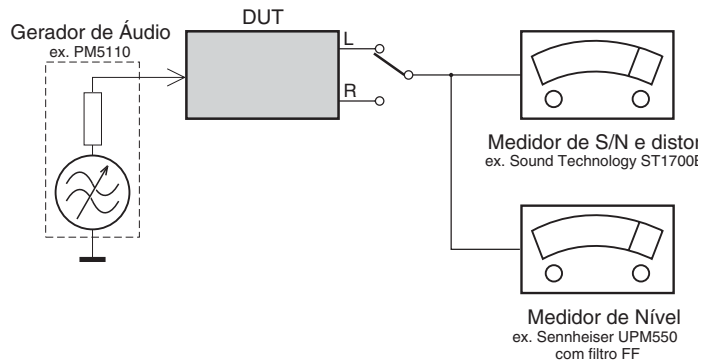 Gerador de Áudio
ex. PM5110
DUT
L
R
Medidor de S/N e distor
ex. Sound Technology ST1700
Medidor de Nível
ex. Sennheiser UPM550
com filtro FF